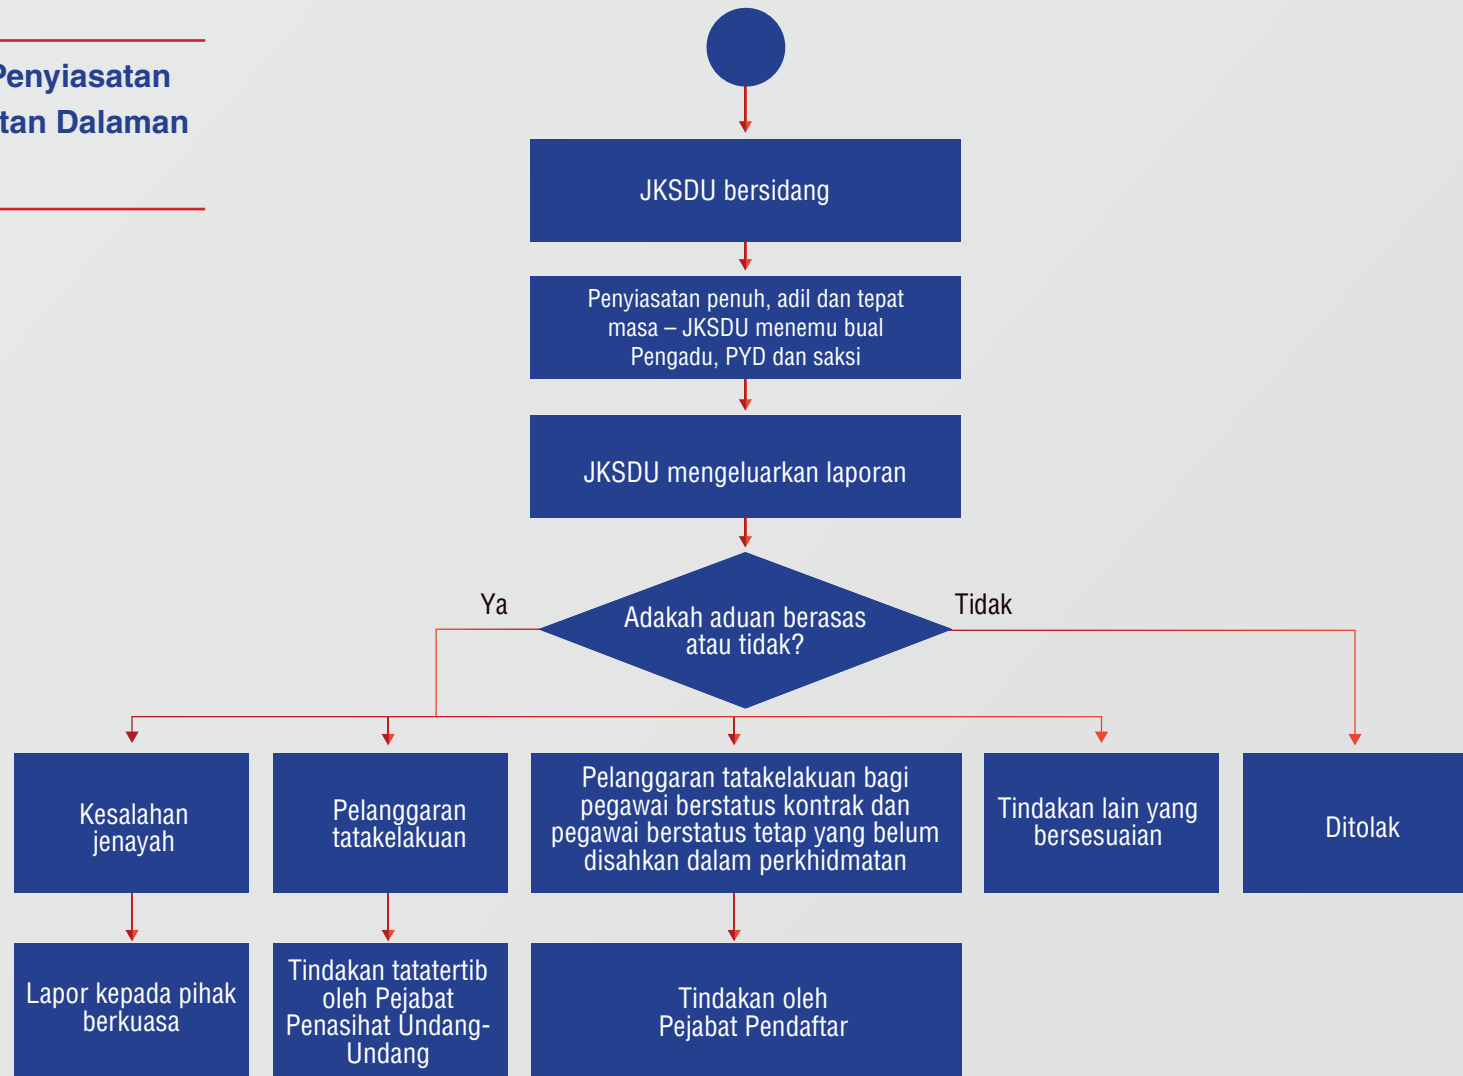 Penyiasatan
Dalaman
JKSDU bersidang
Penyiasatan penuh, adil dan tepat
masa – JKSDU menemu bual
Pengadu, PYD dan saksi
JKSDU mengeluarkan laporan
Ya
Adakah aduan berasas
atau tidak?
Tidak
Kesalahan
jenayah
Pelanggaran
tatakelakuan
Pelanggaran tatakelakuan bagi
pegawai berstatus kontrak dan
pegawai berstatus tetap yang belum
disahkan dalam perkhidmatan
Tindakan lain yang
bersesuaian
Ditolak
Lapor kepada pihak
berkuasa
Tindakan tatatertib
oleh Pejabat
Penasihat Undang-
Undang
Tindakan oleh
Pejabat Pendaftar